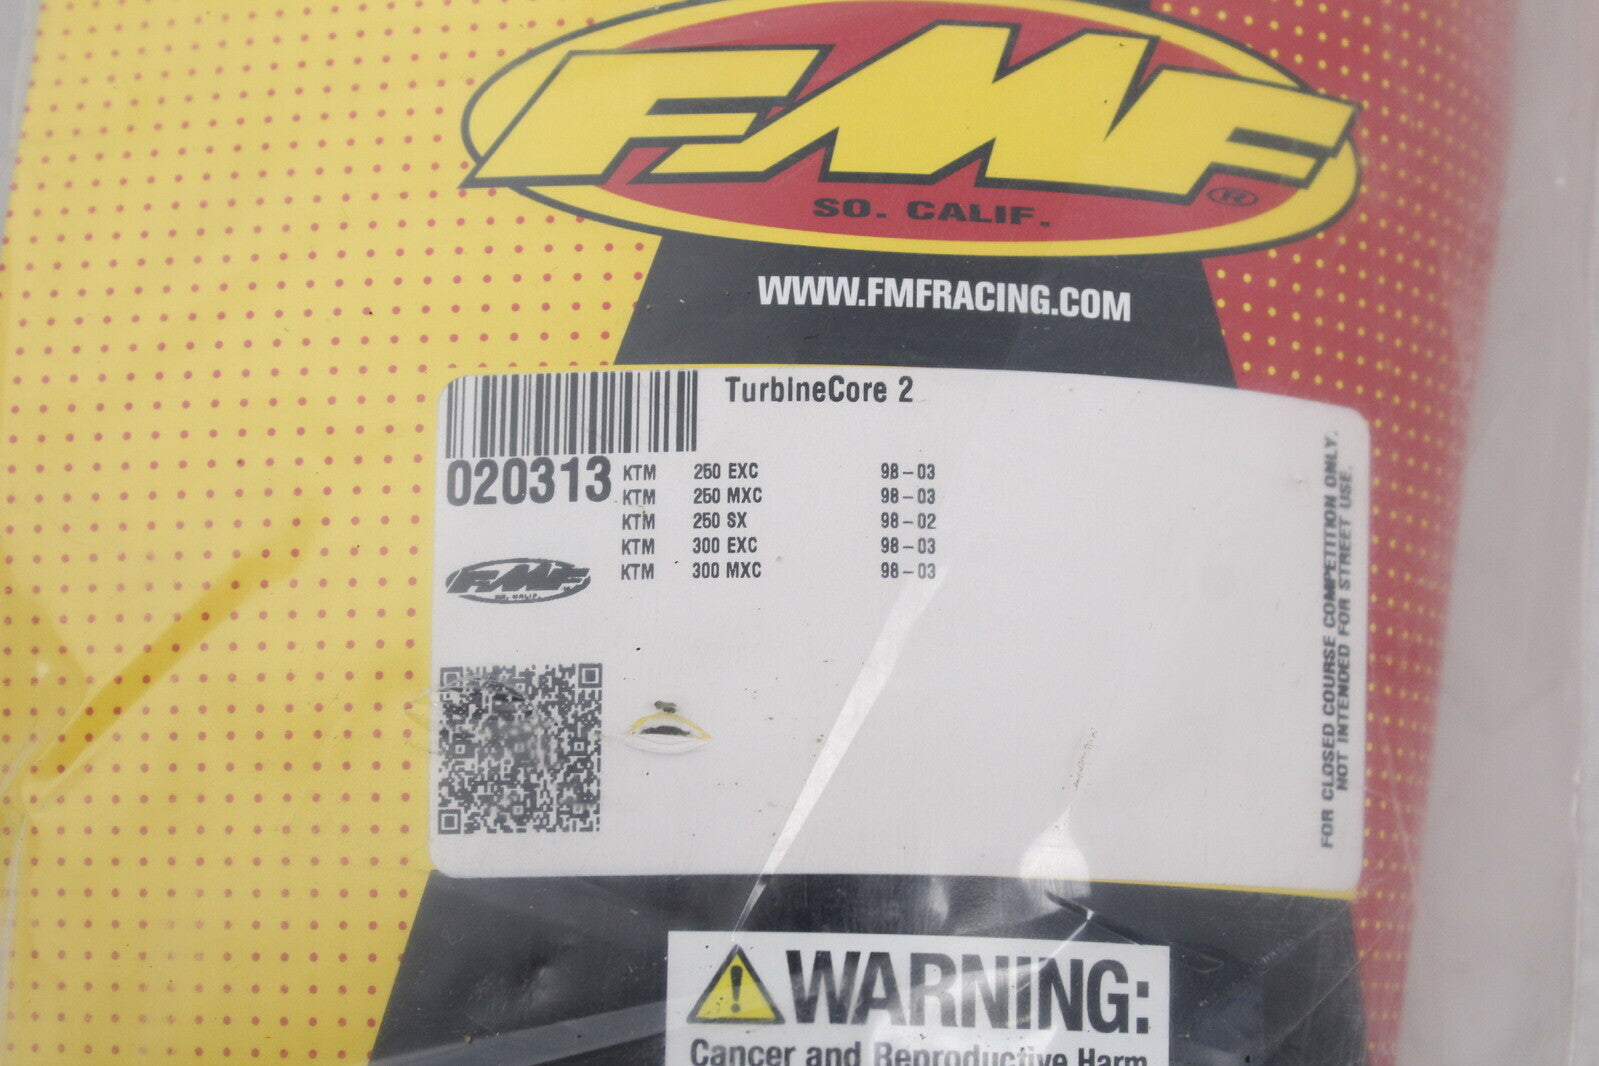 FMF
®
SO. CALIF.
WWW.FMFRACING.COM
TurbineCore 2
020313
KTM 250 EXC 98-03
KTM 250 MXC 98-03
KTM 250 SX 98-02
KTM 300 EXC 98-03
KTM 300 MXC 98-03
FMF
SO. CALIF.
FOR CLOSED COURSE COMPETITION ONLY.
NOT INTENDED FOR STREET USE.
WARNING:
Cancer and Reproductive Harm